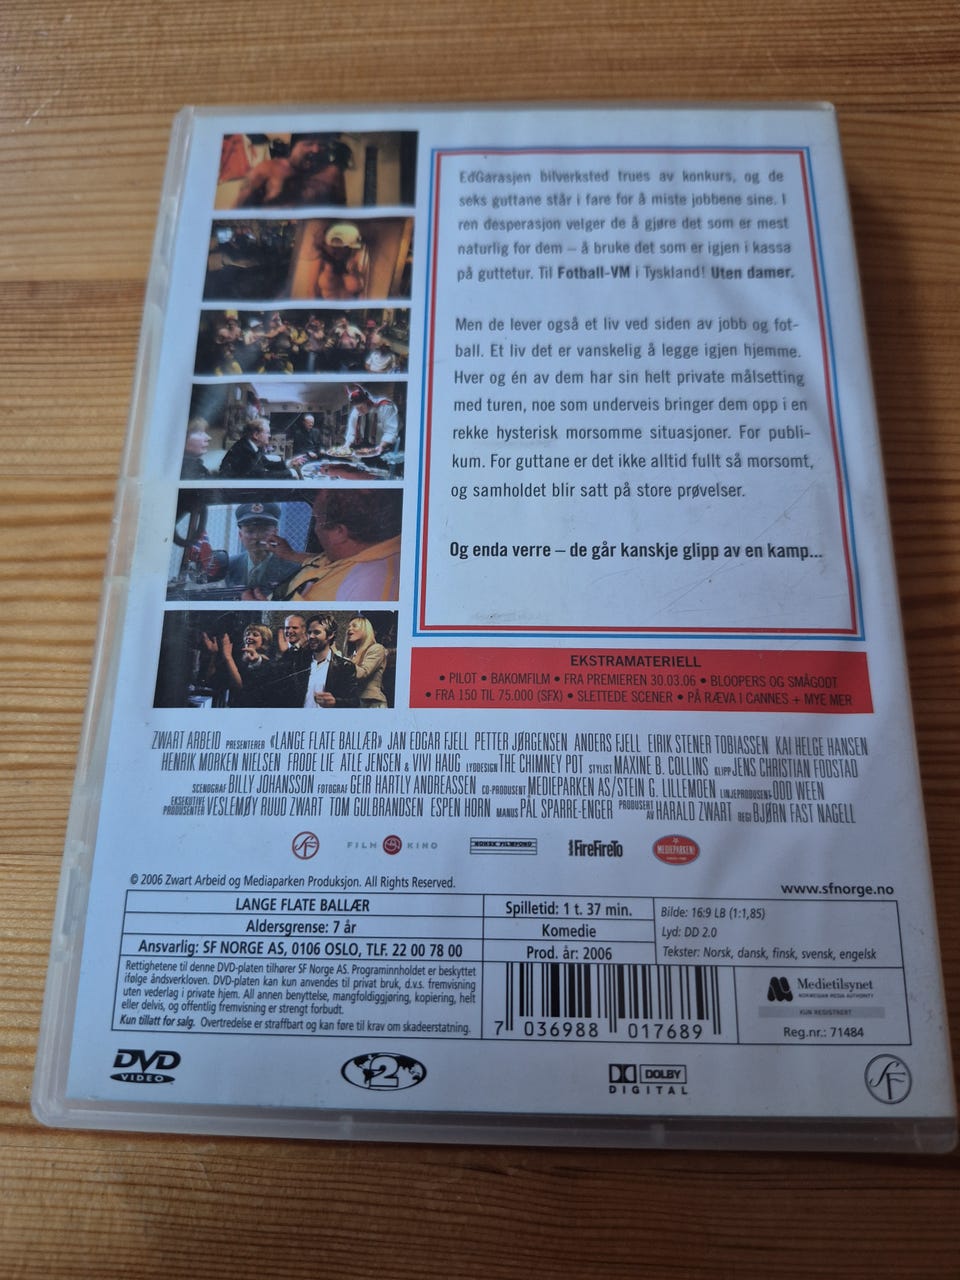 EdGarasjen bilverksted trues av konkurs, og de
seks guttane står i fare for å miste jobbene sine. I
ren desperasjon velger de å gjøre det som er mest
naturlig for dem – å bruke det som er igjen i kassa
på guttetur. Til Fotball-VM i Tyskland! Uten damer.
Men de lever også et liv ved siden av jobb og fot-
ball. Et liv det er vanskelig å legge igjen hjemme.
Hver og én av dem har sin helt private målsetting
med turen, noe som underveis bringer dem opp i en
rekke hysterisk morsomme situasjoner. For publi-
kum. For guttane er det ikke alltid fullt så morsomt,
og samholdet blir satt på store prøvelser.
Og enda verre – de går kanskje glipp av en kamp...
EKSTRAMATERIELL
• PILOT • BAKOMFILM • FRA PREMIEREN 30.03.06 • BLOOPERS OG SMÅGODT
• FRA 150 TIL 75.000 (SFX) • SLETTEDE SCENER • PÅ RÆVA I CANNES + MYE MER
ZWART ARBEID PRESENTERER «LANGE FLATE BALLÆR» JAN EDGAR FJELL PETTER JØRGENSEN ANDERS FJELL EIRIK STENER TOBIASSEN KAI HELGE HANSEN
HENRIK MORKEN NIELSEN FRODE LIE ATLE JENSEN & VIVI HAUG LYDDESIGN THE CHIMNEY POT STYLIST MAXINE B. COLLINS KLIPP JENS CHRISTIAN FODSTAD
SCENOGRAF BILLY JOHANSSON FOTOGRAF GEIR HARTLY ANDREASSEN CO-PRODUSENT MEDIEPARKEN AS/STEIN G. LILLEMOEN LINJEPRODUSENT ODD WEEN
EKSEKUTIVE PRODUSENTER VESLEMØY RUUD ZWART TOM GULBRANDSEN ESPEN HORN MANUS PÅL SPARRE-ENGER PRODUSERT AV HARALD ZWART REGI BJØRN FAST NAGELL
SF FILM KINO NORSK FILMFOND FireFireTo MEDIEPARKEN!
© 2006 Zwart Arbeid og Mediaparken Produksjon. All Rights Reserved.
www.sfnorge.no
LANGE FLATE BALLÆR
Aldersgrense: 7 år
Ansvarlig: SF NORGE AS, 0106 OSLO, TLF. 22 00 78 00
Spilletid: 1 t. 37 min.
Komedie
Prod. år: 2006
Bilde: 16:9 LB (1:1,85)
Lyd: DD 2.0
Tekster: Norsk, dansk, finsk, svensk, engelsk
Rettighetene til denne DVD-platen tilhører SF Norge AS. Programinnholdet er beskyttet
ifølge åndsverkloven. DVD-platen kan kun anvendes til privat bruk, d.v.s. fremvisning
uten vederlag i private hjem. All annen benyttelse, mangfoldiggjøring, kopiering, helt
eller delvis, og offentlig fremvisning er strengt forbudt.
Kun tillatt for salg. Overtredelse er straffbart og kan føre til krav om skadeerstatning.
7 036988 017689
Medietilsynet
NORWEGIAN MEDIA AUTHORITY
KUN REGISTRERT
Reg.nr.: 71484
DVD
VIDEO
2
DOLBY
DIGITAL
SF